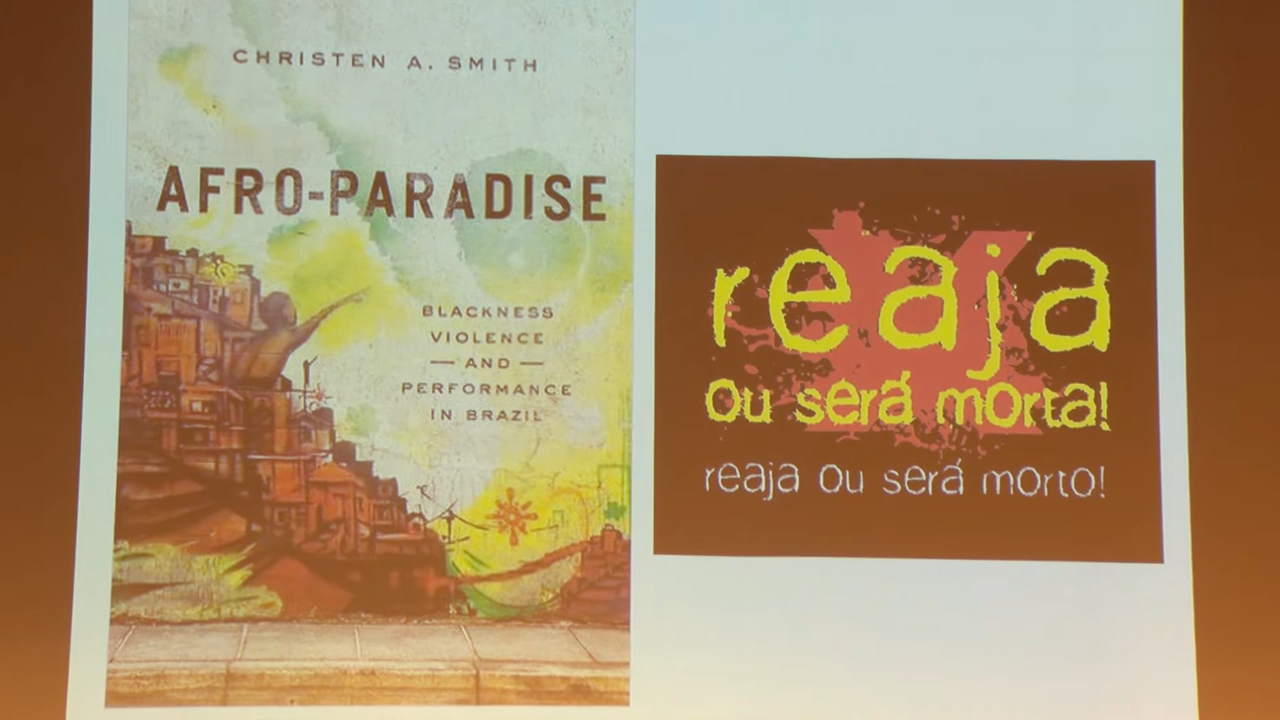 CHRISTEN A. SMITH
AFRO-PARADISE
BLACKNESS
VIOLENCE
— AND —
PERFORMANCE
IN BRAZIL
reaja
ou será morta!
reaja ou será morto!